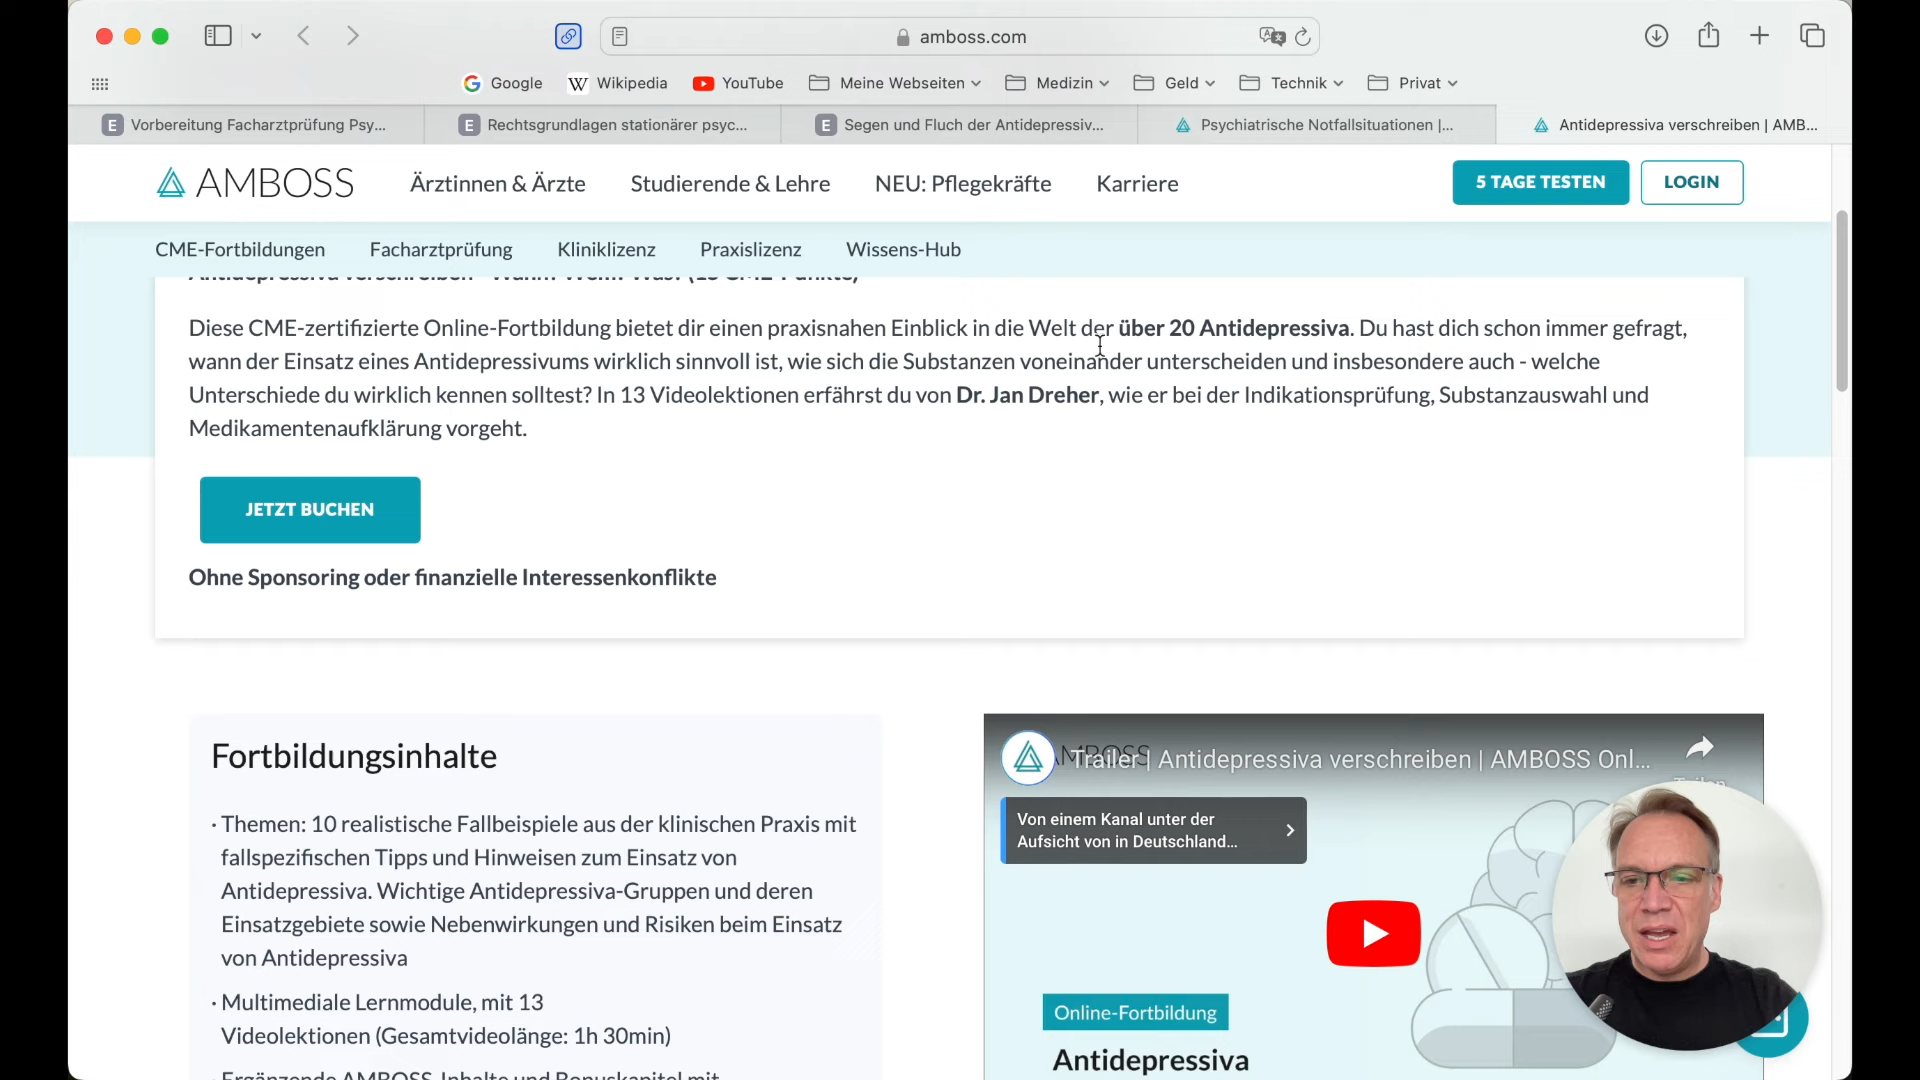 amboss.com
Google
Wikipedia
YouTube
Meine Webseiten
Medizin
Geld
Technik
Privat
E Vorbereitung Facharztprüfung Psy...
E Rechtsgrundlagen stationärer psyc...
E Segen und Fluch der Antidepressiv...
Psychiatrische Notfallsituationen |...
Antidepressiva verschreiben | AMB...
AMBOSS
Ärztinnen & Ärzte
Studierende & Lehre
NEU: Pflegekräfte
Karriere
5 TAGE TESTEN
LOGIN
CME-Fortbildungen
Facharztprüfung
Kliniklizenz
Praxislizenz
Wissens-Hub
Diese CME-zertifizierte Online-Fortbildung bietet dir einen praxisnahen Einblick in die Welt der über 20 Antidepressiva. Du hast dich schon immer gefragt,
wann der Einsatz eines Antidepressivums wirklich sinnvoll ist, wie sich die Substanzen voneinander unterscheiden und insbesondere auch - welche
Unterschiede du wirklich kennen solltest? In 13 Videolektionen erfährst du von Dr. Jan Dreher, wie er bei der Indikationsprüfung, Substanzauswahl und
Medikamentenaufklärung vorgeht.
JETZT BUCHEN
Ohne Sponsoring oder finanzielle Interessenkonflikte
Fortbildungsinhalte
· Themen: 10 realistische Fallbeispiele aus der klinischen Praxis mit
fallspezifischen Tipps und Hinweisen zum Einsatz von
Antidepressiva. Wichtige Antidepressiva-Gruppen und deren
Einsatzgebiete sowie Nebenwirkungen und Risiken beim Einsatz
von Antidepressiva
· Multimediale Lernmodule, mit 13
Videolektionen (Gesamtvideolänge: 1h 30min)
AMBOSS
Trailer | Antidepressiva verschreiben | AMBOSS Onl...
Von einem Kanal unter der
Aufsicht von in Deutschland...
Online-Fortbildung
Antidepressiva